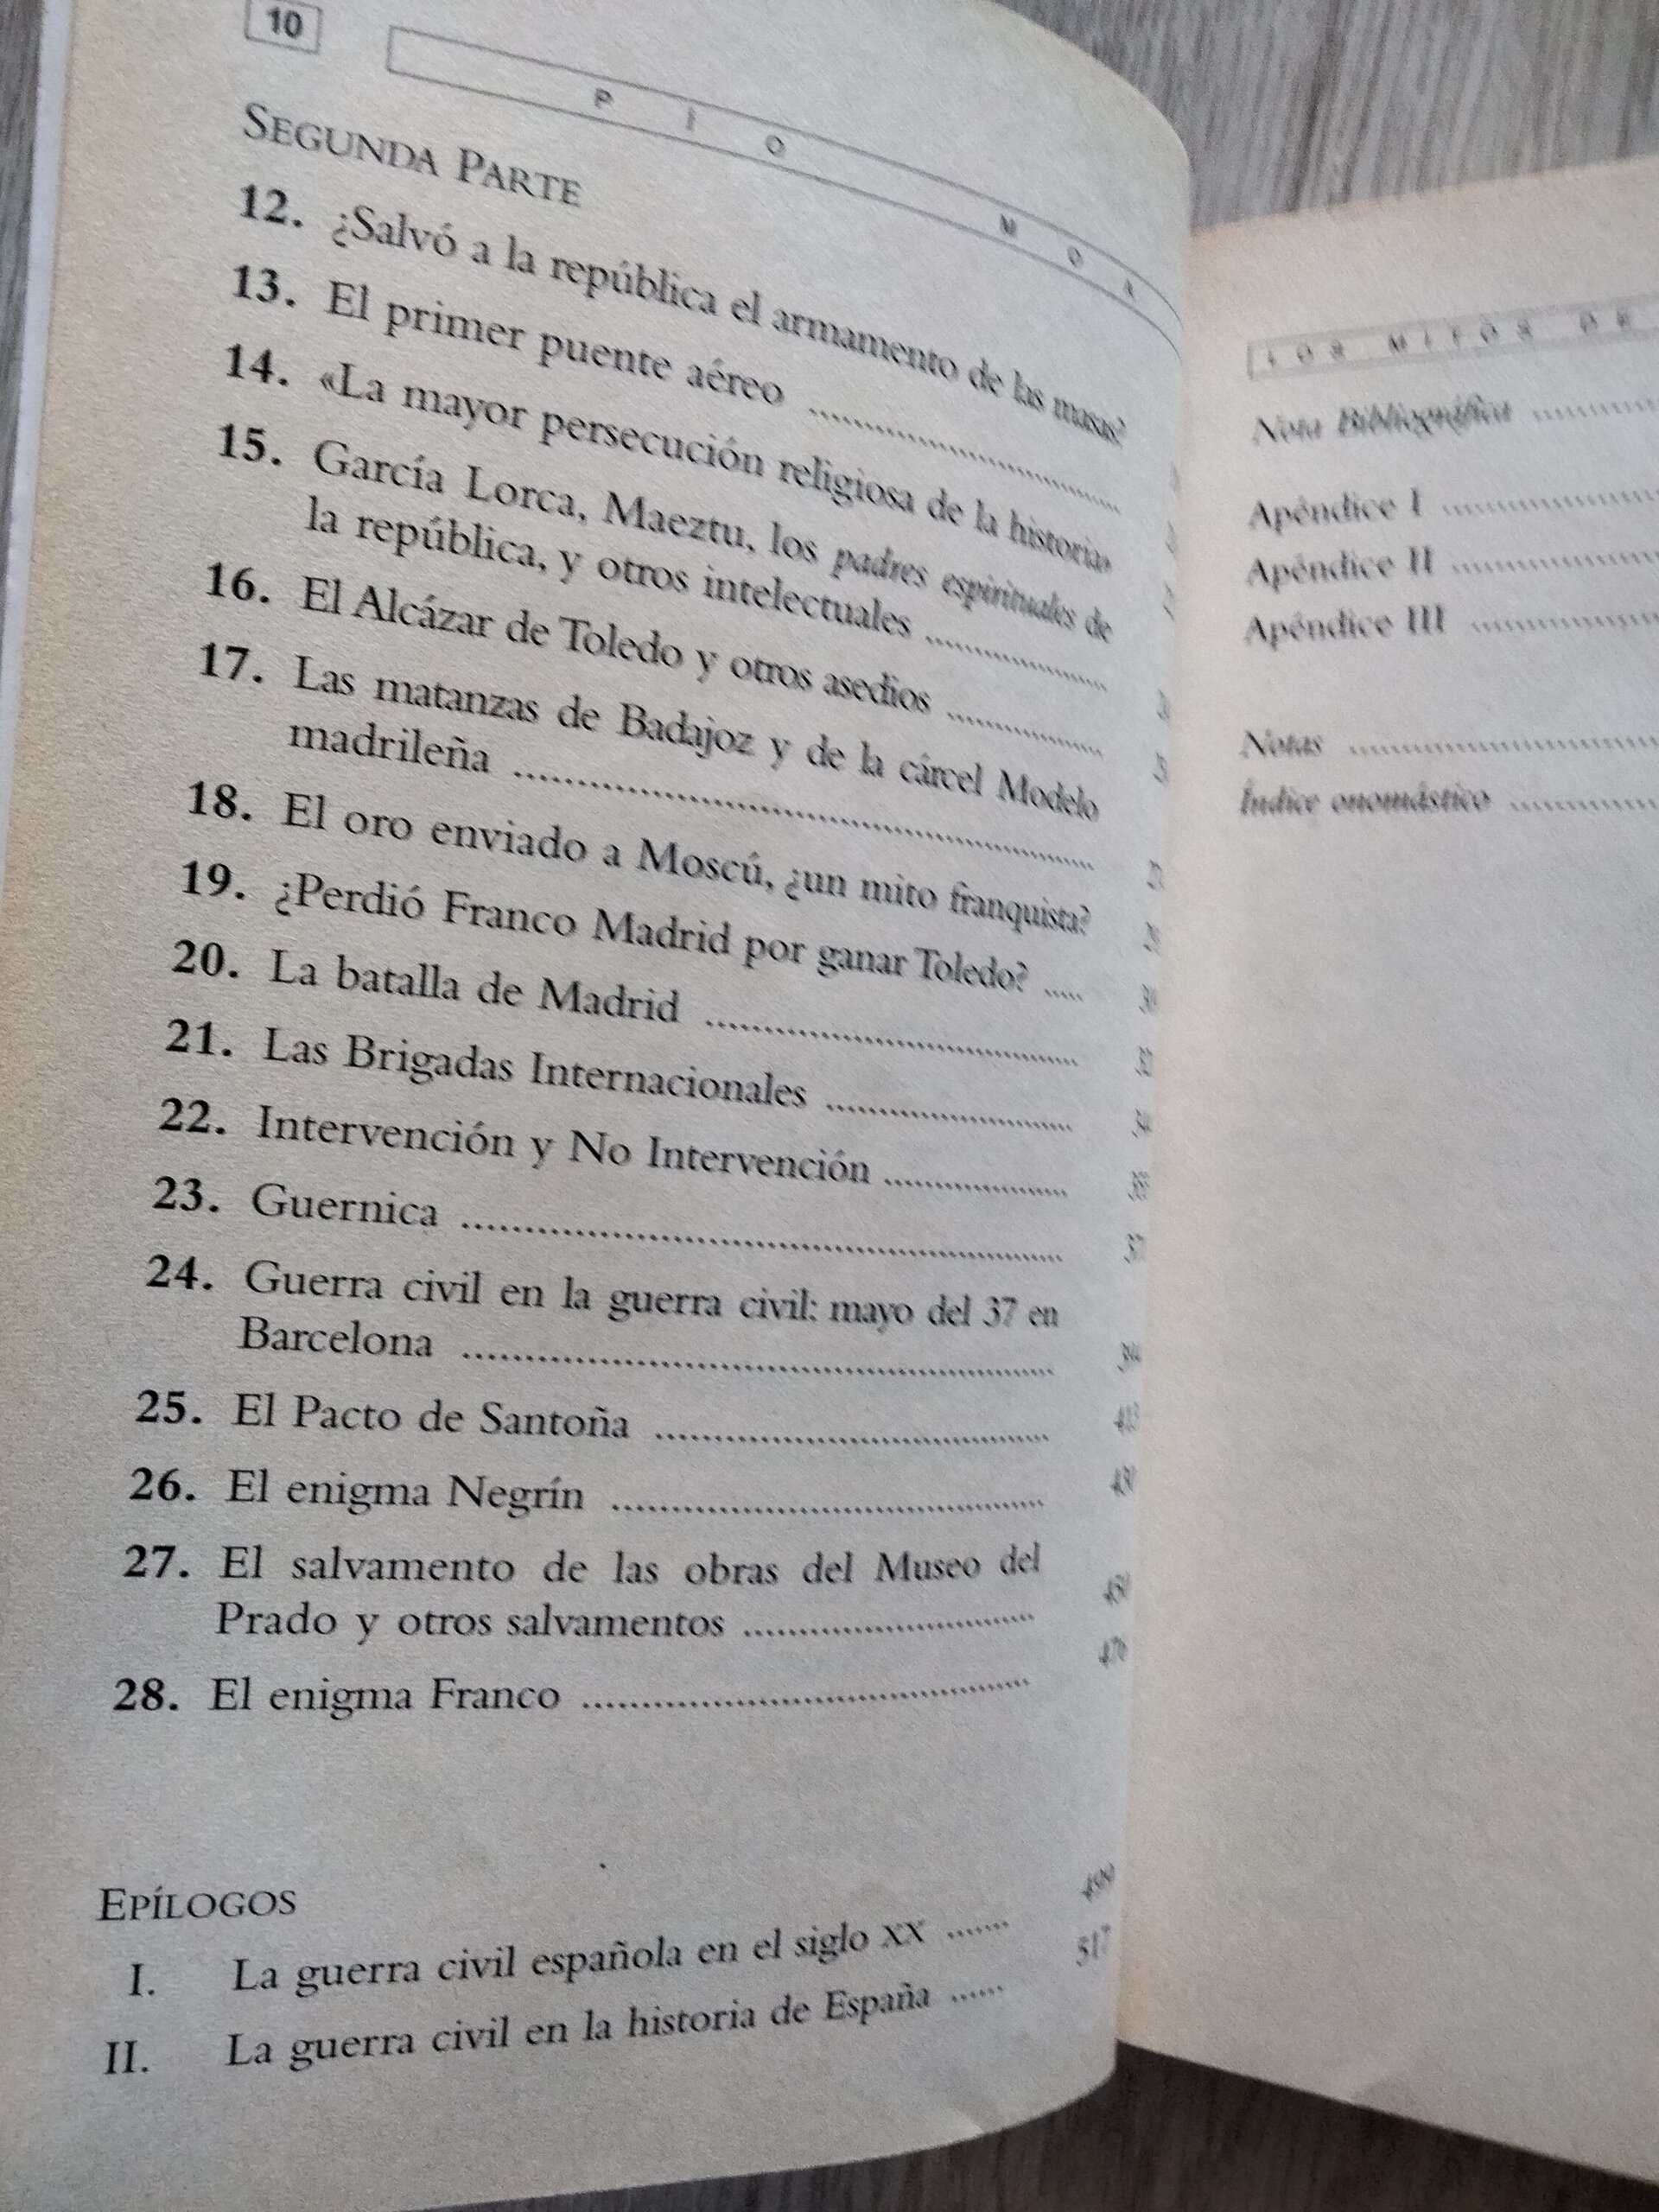 10
PÍO MOA
SEGUNDA PARTE
12. ¿Salvó a la república el armamento de las masas?
13. El primer puente aéreo ..............................
14. «La mayor persecución religiosa de la historia»
15. García Lorca, Maeztu, los padres espirituales de
la república, y otros intelectuales ..................
16. El Alcázar de Toledo y otros asedios ...............
17. Las matanzas de Badajoz y de la cárcel Modelo
madrileña ..................................................
18. El oro enviado a Moscú, ¿un mito franquista?
19. ¿Perdió Franco Madrid por ganar Toledo? .....
20. La batalla de Madrid ....................................
21. Las Brigadas Internacionales ........................
22. Intervención y No Intervención ...................
23. Guernica ......................................................
24. Guerra civil en la guerra civil: mayo del 37 en
Barcelona ....................................................
25. El Pacto de Santoña ....................................
26. El enigma Negrín ........................................
27. El salvamento de las obras del Museo del
Prado y otros salvamentos ...........................
28. El enigma Franco ........................................
EPÍLOGOS
I. La guerra civil española en el siglo XX ....... 499
II. La guerra civil en la historia de España ...... 517
LOS MITOS DE
Nota Bibliográfica ............
Apéndice I ....................
Apéndice II ...................
Apéndice III ..................
Notas ..........................
Índice onomástico ..............